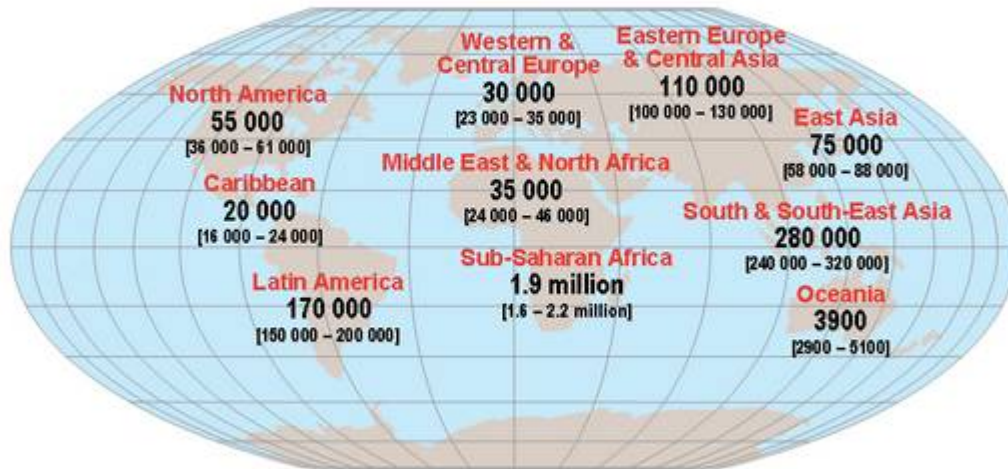 Western &
Central Europe
30 000
[23 000 – 35 000]
Eastern Europe
& Central Asia
110 000
[100 000 – 130 000]
North America
55 000
[36 000 – 61 000]
East Asia
75 000
[58 000 – 88 000]
Middle East & North Africa
35 000
[24 000 – 46 000]
Caribbean
20 000
[16 000 – 24 000]
South & South-East Asia
280 000
[240 000 – 320 000]
Sub-Saharan Africa
1.9 million
[1.6 – 2.2 million]
Latin America
170 000
[150 000 – 200 000]
Oceania
3900
[2900 – 5100]